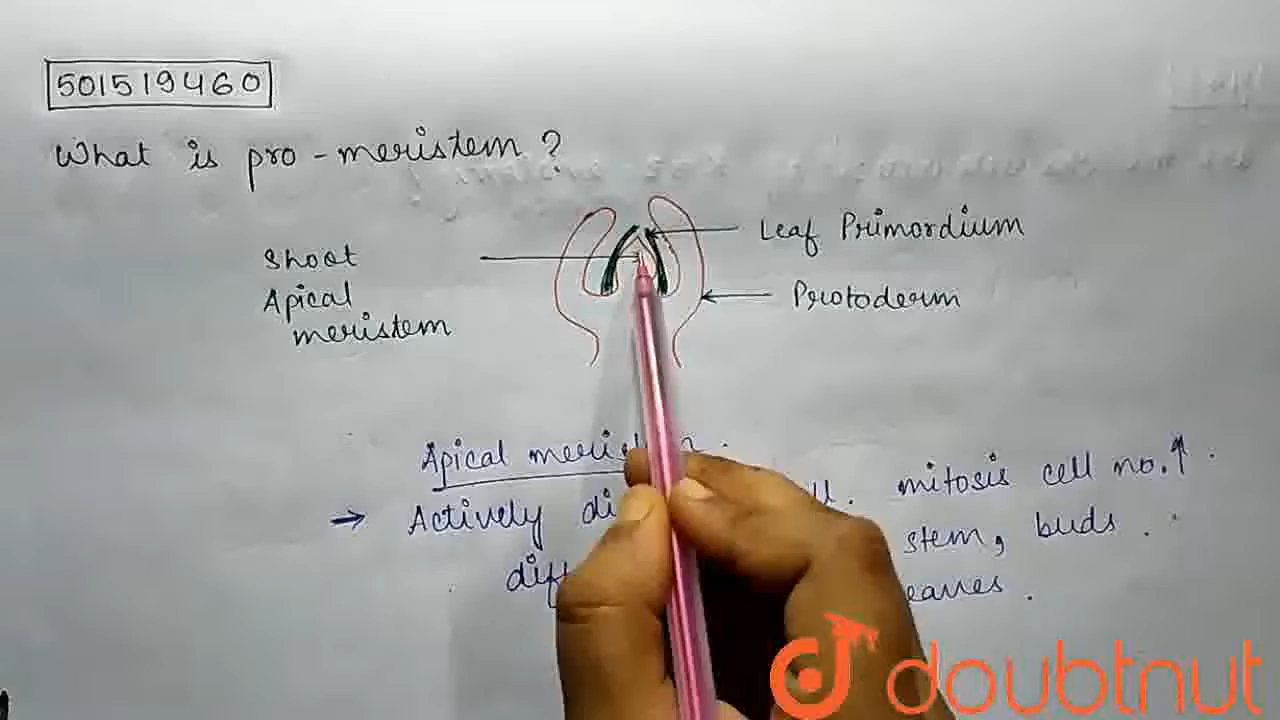 501519460
What is pro-meristem ?
Shoot
Apical
meristem
Leaf Primordium
Protoderm
Apical
Actively
mitosis cell no.↑.
stem, buds.
doubtnut